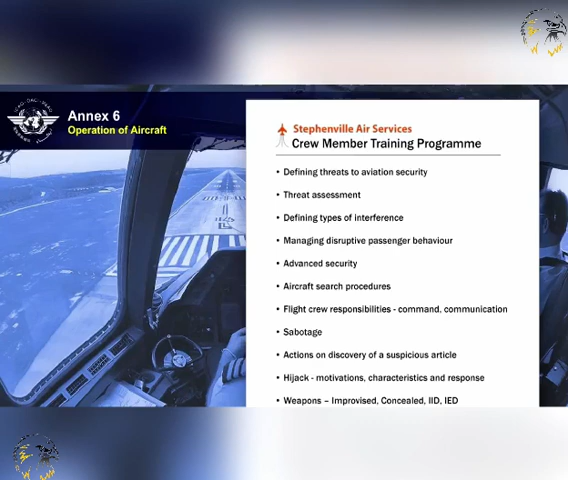 Annex 6
Operation of Aircraft
Stephenville Air Services
Crew Member Training Programme
• Defining threats to aviation security
• Threat assessment
• Defining types of interference
• Managing disruptive passenger behaviour
• Advanced security
• Aircraft search procedures
• Flight crew responsibilities - command, communication
• Sabotage
• Actions on discovery of a suspicious article
• Hijack - motivations, characteristics and response
• Weapons – Improvised, Concealed, IID, IED